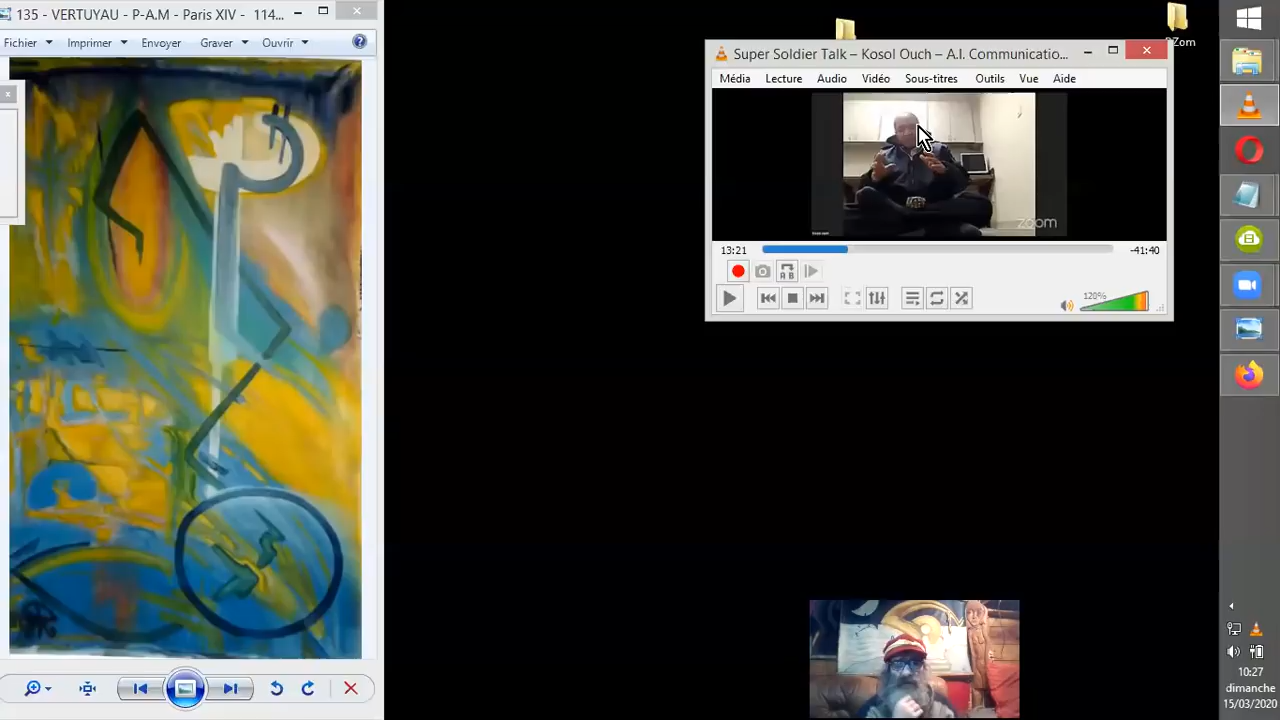 135 - VERTUYAU - P-A-M - Paris XIV - 114...
Fichier Imprimer Envoyer Graver Ouvrir
Zom
Super Soldier Talk – Kosol Ouch – A.I. Communicatio...
Média Lecture Audio Vidéo Sous-titres Outils Vue Aide
zoom
13:21
-41:40
120%
10:27
dimanche
15/03/2020